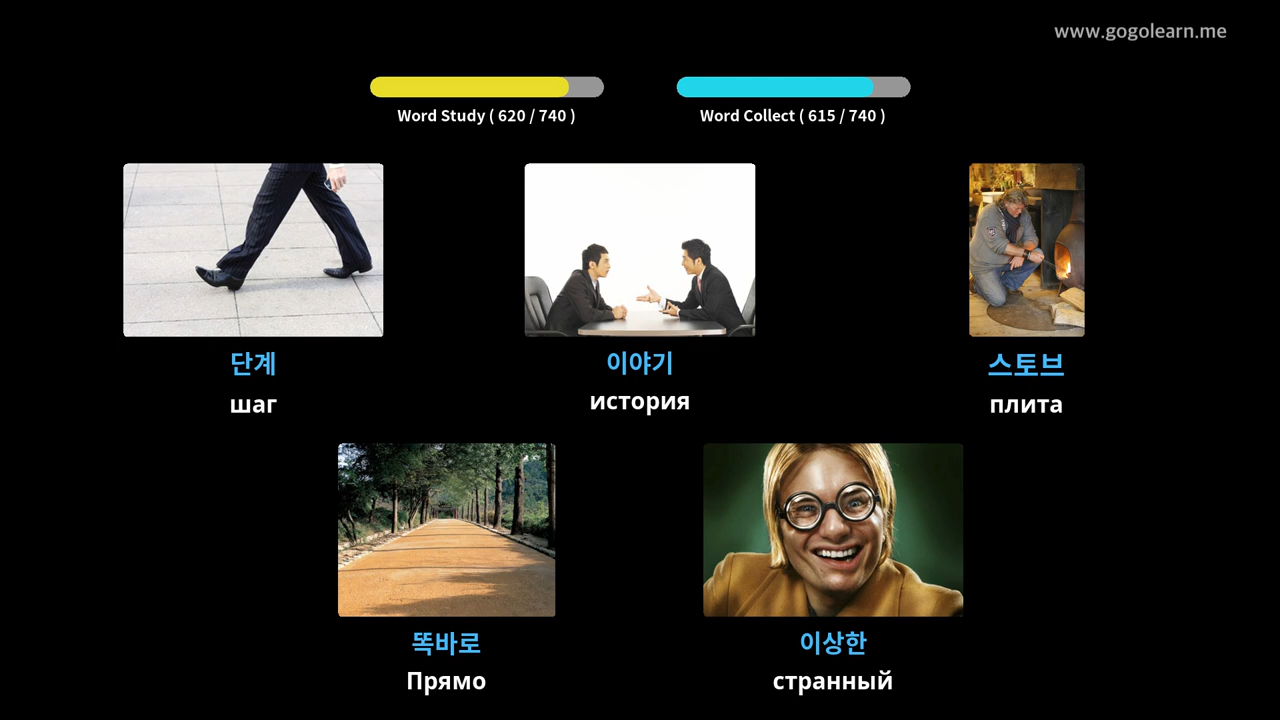 www.gogolearn.me
Word Study ( 620 / 740 )
Word Collect ( 615 / 740 )
단계
шаг
이야기
история
스토브
плита
똑바로
Прямо
이상한
странный